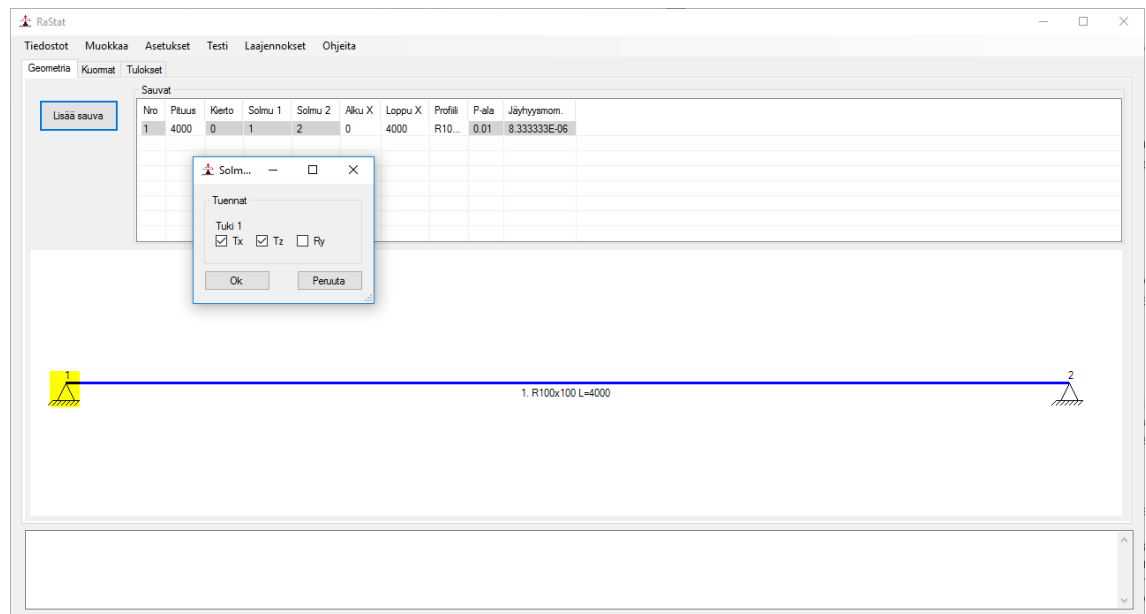 RaStat
Tiedostot Muokkaa Asetukset Testi Laajennokset Ohjeita
Geometria Kuormat Tulokset
Lisää sauva
Sauvat
Nro Pituus Kierto Solmu 1 Solmu 2 Alku X Loppu X Profiili P-ala Jäyhyysmom.
1 4000 0 1 2 0 4000 R10... 0.01 8.333333E-06
Solm...
Tuennat
Tuki 1
Tx Tz Ry
Ok Peruuta
1 2
1. R100x100 L=4000